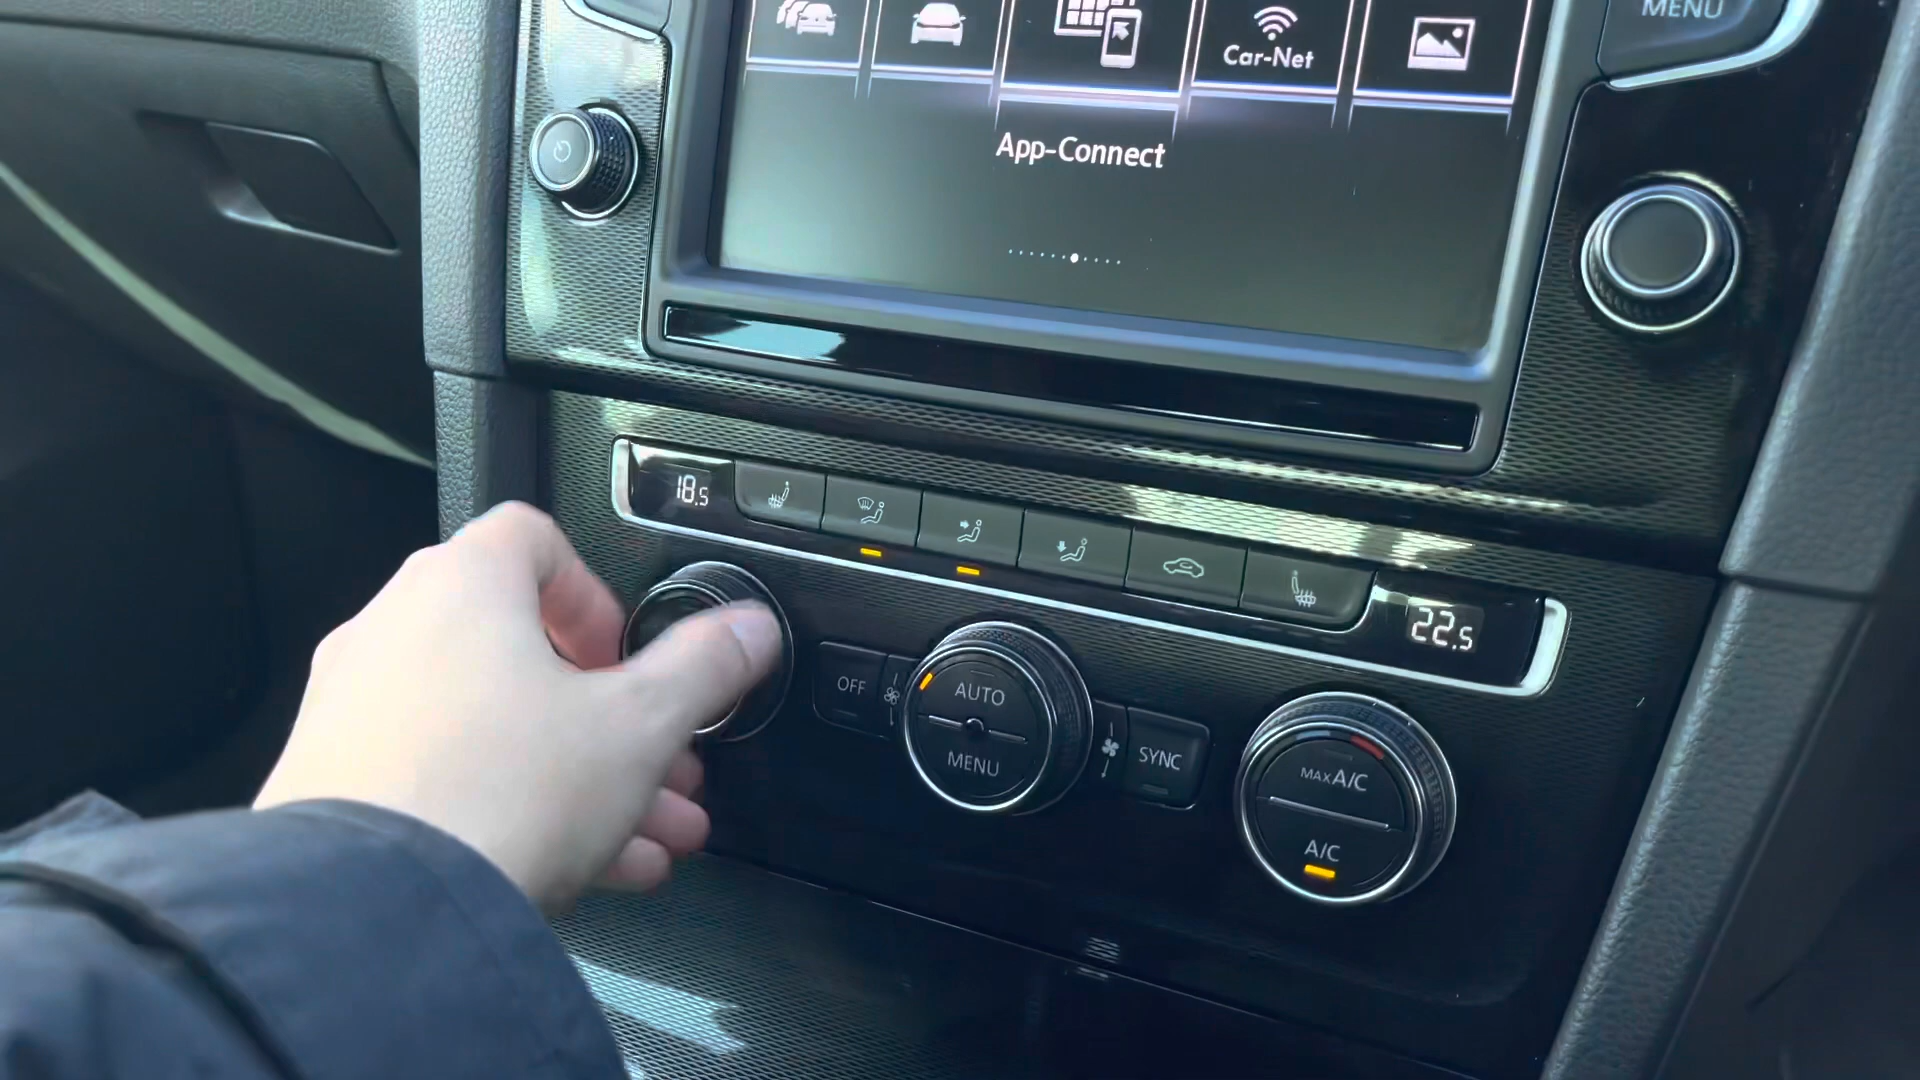 MENU
Car-Net
App-Connect
18.5
22.5
OFF
AUTO
MENU
SYNC
MAX A/C
A/C